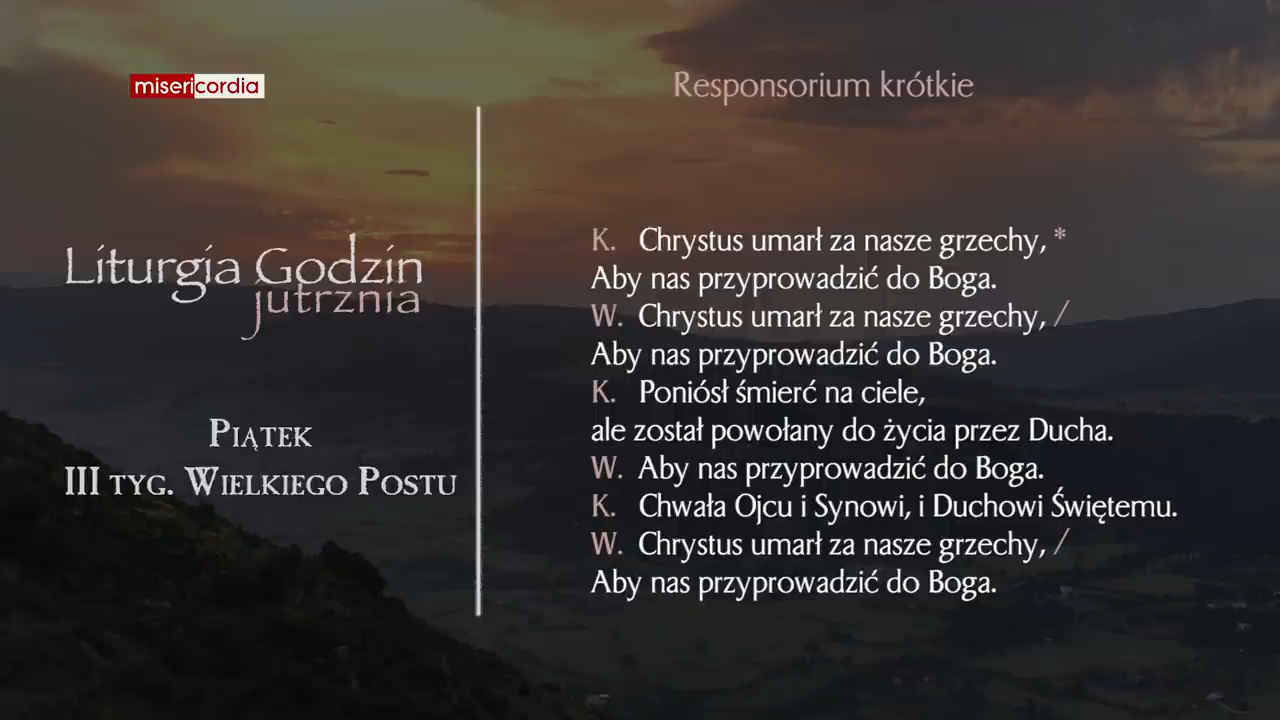 misericordia
Responsorium krótkie
Liturgia Godzin
jutrznia
Piątek
III tyg. Wielkiego Postu
K. Chrystus umarł za nasze grzechy, *
Aby nas przyprowadzić do Boga.
W. Chrystus umarł za nasze grzechy, /
Aby nas przyprowadzić do Boga.
K. Poniósł śmierć na ciele,
ale został powołany do życia przez Ducha.
W. Aby nas przyprowadzić do Boga.
K. Chwała Ojcu i Synowi, i Duchowi Świętemu.
W. Chrystus umarł za nasze grzechy, /
Aby nas przyprowadzić do Boga.